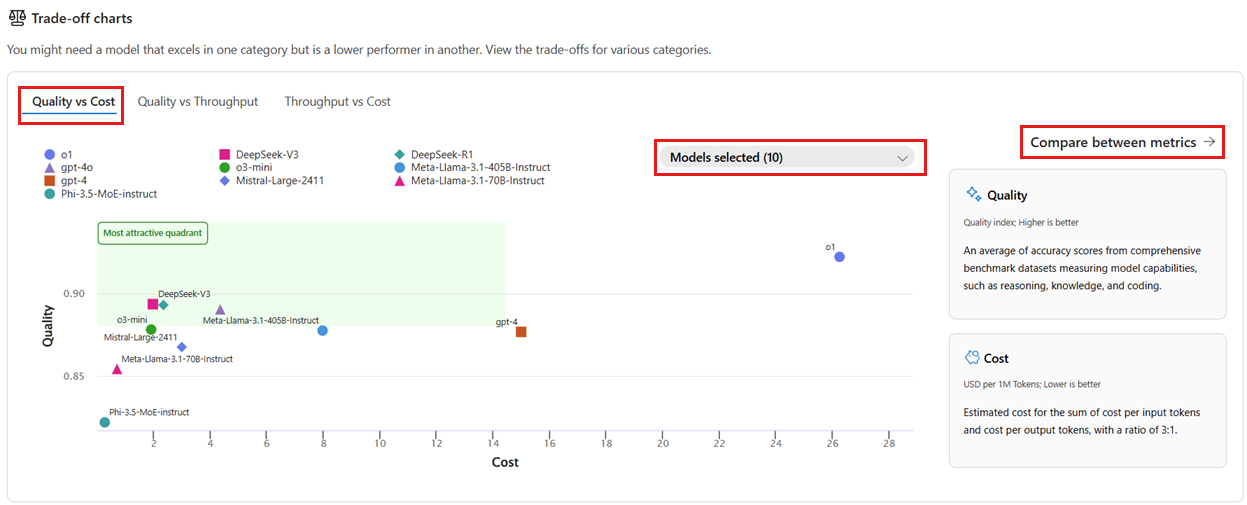 Trade-off charts
You might need a model that excels in one category but is a lower performer in another. View the trade-offs for various categories.
Quality vs Cost
Quality vs Throughput
Throughput vs Cost
Compare between metrics
Models selected (10)
o1
DeepSeek-V3
DeepSeek-R1
gpt-4o
o3-mini
Meta-Llama-3.1-405B-Instruct
gpt-4
Mistral-Large-2411
Meta-Llama-3.1-70B-Instruct
Phi-3.5-MoE-instruct
Most attractive quadrant
o1
0.90
DeepSeek-V3
Quality
o3-mini
Meta-Llama-3.1-405B-Instruct
gpt-4
Mistral-Large-2411
Meta-Llama-3.1-70B-Instruct
0.85
Phi-3.5-MoE-instruct
2 4 6 8 10 12 14 16 18 20 22 24 26 28
Cost
Quality
Quality index; Higher is better
An average of accuracy scores from comprehensive
benchmark datasets measuring model capabilities,
such as reasoning, knowledge, and coding.
Cost
USD per 1M Tokens; Lower is better
Estimated cost for the sum of cost per input tokens
and cost per output tokens, with a ratio of 3:1.